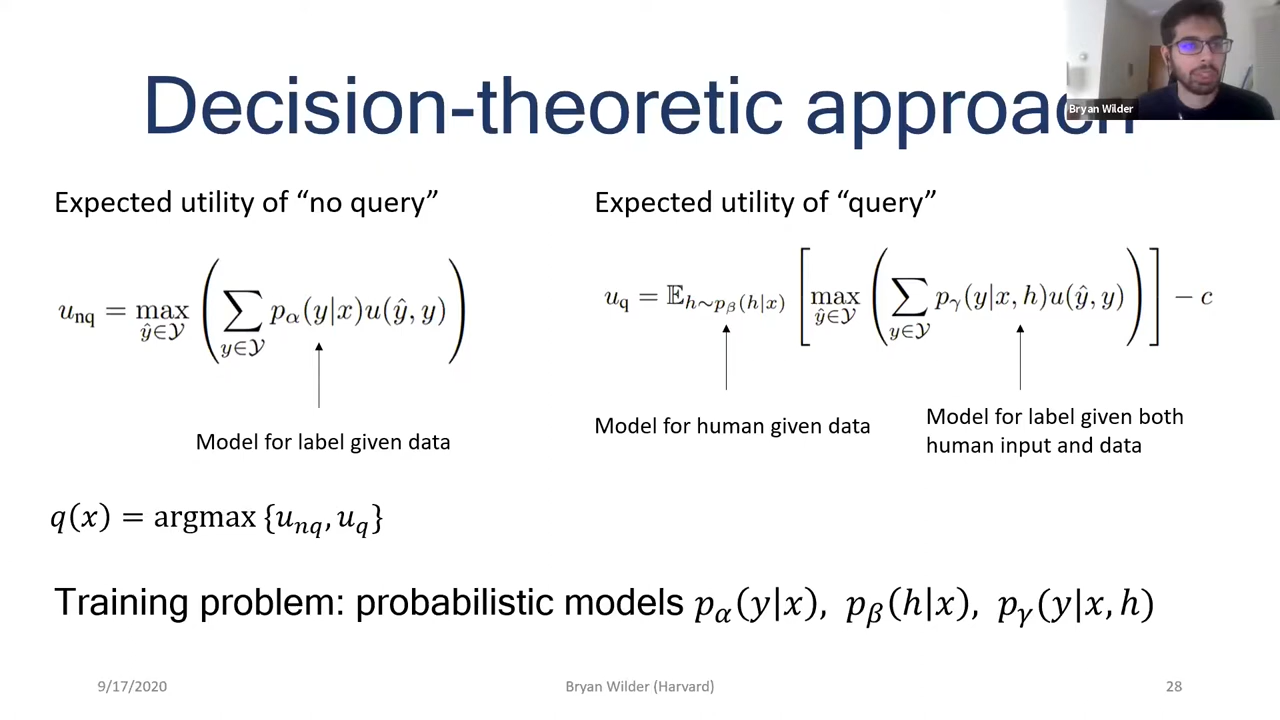 Decision-theoretic approach
Bryan Wilder
Expected utility of “no query”
Expected utility of “query”
u_nq = max_{ŷ∈𝒴} ( ∑_{y∈𝒴} p_α(y|x)u(ŷ, y) )
u_q = 𝔼_{h∼p_β(h|x)} [ max_{ŷ∈𝒴} ( ∑_{y∈𝒴} p_γ(y|x, h)u(ŷ, y) ) ] − c
Model for label given data
Model for human given data
Model for label given both
human input and data
q(x) = argmax {u_nq, u_q}
Training problem: probabilistic models p_α(y|x), p_β(h|x), p_γ(y|x, h)
9/17/2020
Bryan Wilder (Harvard)
28